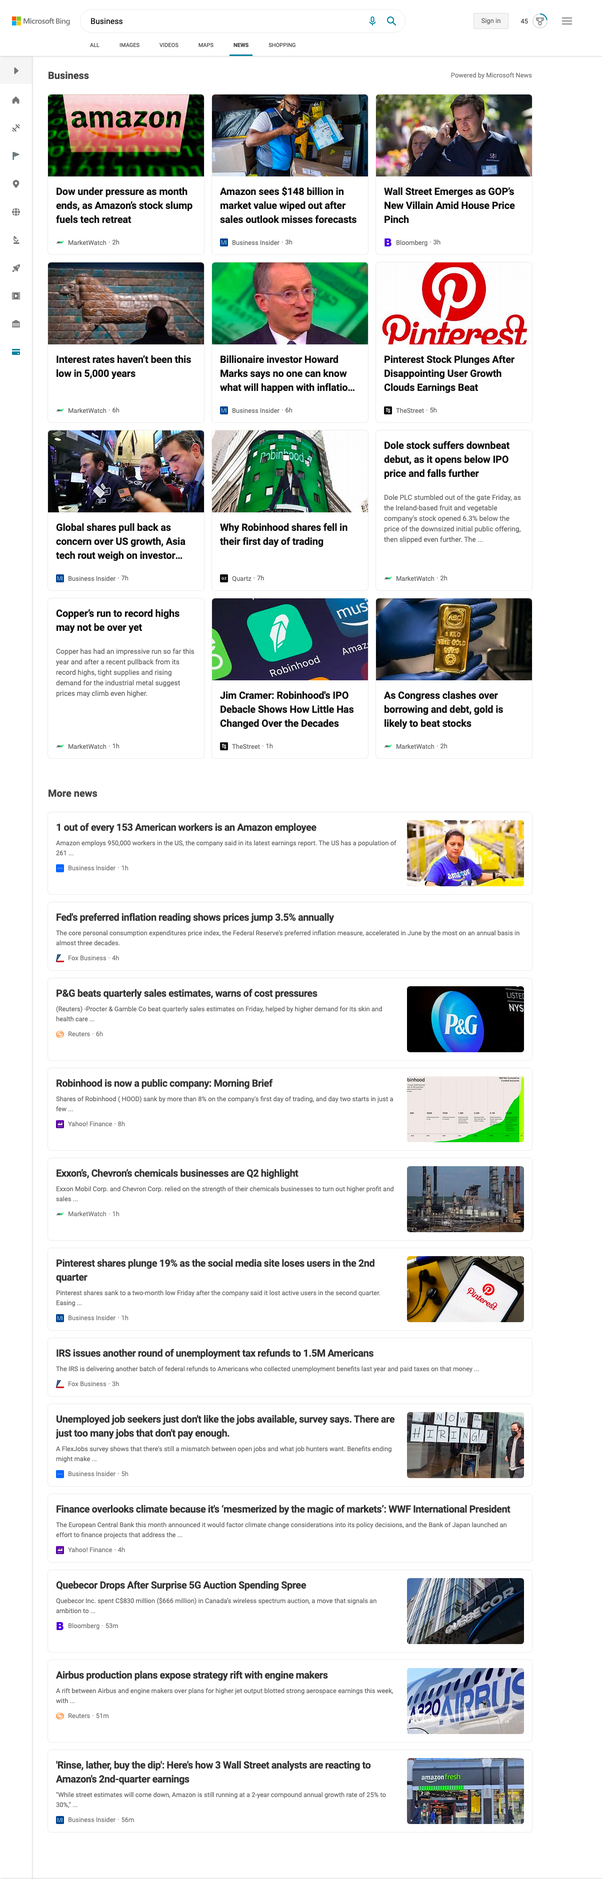 Microsoft Bing
Business
Sign in
45
ALL
IMAGES
VIDEOS
MAPS
NEWS
SHOPPING
Business
Powered by Microsoft News
amazon
Dow under pressure as month
ends, as Amazon's stock slump
fuels tech retreat
MarketWatch · 2h
Amazon sees $148 billion in
market value wiped out after
sales outlook misses forecasts
Business Insider · 3h
Wall Street Emerges as GOP's
New Villain Amid House Price
Pinch
Bloomberg · 3h
Interest rates haven't been this
low in 5,000 years
MarketWatch · 6h
Billionaire investor Howard
Marks says no one can know
what will happen with inflatio...
Business Insider · 6h
Pinterest
Pinterest Stock Plunges After
Disappointing User Growth
Clouds Earnings Beat
TheStreet · 5h
Global shares pull back as
concern over US growth, Asia
tech rout weigh on investor...
Business Insider · 7h
Robinhood
Why Robinhood shares fell in
their first day of trading
Quartz · 7h
Dole stock suffers downbeat
debut, as it opens below IPO
price and falls further
Dole PLC stumbled out of the gate Friday, as
the Ireland-based fruit and vegetable
company's stock opened 6.3% below the
price of the downsized initial public offering,
then slipped even further. The ...
MarketWatch · 2h
Copper's run to record highs
may not be over yet
Copper has had an impressive run so far this
year and after a recent pullback from its
record highs, tight supplies and rising
demand for the industrial metal suggest
prices may climb even higher.
MarketWatch · 1h
mus
Robinhood
Amaz
Jim Cramer: Robinhood's IPO
Debacle Shows How Little Has
Changed Over the Decades
TheStreet · 1h
ABC
1 KILO
FINE GOLD
As Congress clashes over
borrowing and debt, gold is
likely to beat stocks
MarketWatch · 2h
More news
1 out of every 153 American workers is an Amazon employee
Amazon employs 950,000 workers in the US, the company said in its latest earnings report. The US has a population of
261 ...
Business Insider · 1h
amazon
Fed's preferred inflation reading shows prices jump 3.5% annually
The core personal consumption expenditures price index, the Federal Reserve's preferred inflation measure, accelerated in June by the most on an annual basis in
almost three decades.
Fox Business · 4h
P&G beats quarterly sales estimates, warns of cost pressures
(Reuters) -Procter & Gamble Co beat quarterly sales estimates on Friday, helped by higher demand for its skin and
health care ...
Reuters · 6h
P&G
LISTE
NYS
Robinhood is now a public company: Morning Brief
Shares of Robinhood ( HOOD) sank by more than 8% on the company's first day of trading, and day two starts in just a
few ...
Yahoo! Finance · 8h
binhood
Exxon's, Chevron's chemicals businesses are Q2 highlight
Exxon Mobil Corp. and Chevron Corp. relied on the strength of their chemicals businesses to turn out higher profit and
sales ...
MarketWatch · 1h
Pinterest shares plunge 19% as the social media site loses users in the 2nd
quarter
Pinterest shares sank to a two-month low Friday after the company said it lost active users in the second quarter.
Easing ...
Business Insider · 1h
Pinterest
IRS issues another round of unemployment tax refunds to 1.5M Americans
The IRS is delivering another batch of federal refunds to Americans who collected unemployment benefits last year and paid taxes on that money ...
Fox Business · 3h
Unemployed job seekers just don't like the jobs available, survey says. There are
just too many jobs that don't pay enough.
A FlexJobs survey shows that there's still a mismatch between open jobs and what job hunters want. Benefits ending
might make ...
Business Insider · 5h
NOW
HIRING!
Finance overlooks climate because it's 'mesmerized by the magic of markets': WWF International President
The European Central Bank this month announced it would factor climate change considerations into its policy decisions, and the Bank of Japan launched an
effort to finance projects that address the ...
Yahoo! Finance · 4h
Quebecor Drops After Surprise 5G Auction Spending Spree
Quebecor Inc. spent C$830 million ($666 million) in Canada's wireless spectrum auction, a move that signals an
ambition to ...
Bloomberg · 53m
QUEBECOR
Airbus production plans expose strategy rift with engine makers
A rift between Airbus and engine makers over plans for higher jet output blotted strong aerospace earnings this week,
with ...
Reuters · 51m
A320 AIRBUS
'Rinse, lather, buy the dip': Here's how 3 Wall Street analysts are reacting to
Amazon's 2nd-quarter earnings
"While street estimates will come down, Amazon is still running at a 2-year compound annual growth rate of 25% to
30%," ...
Business Insider · 56m
amazon fresh